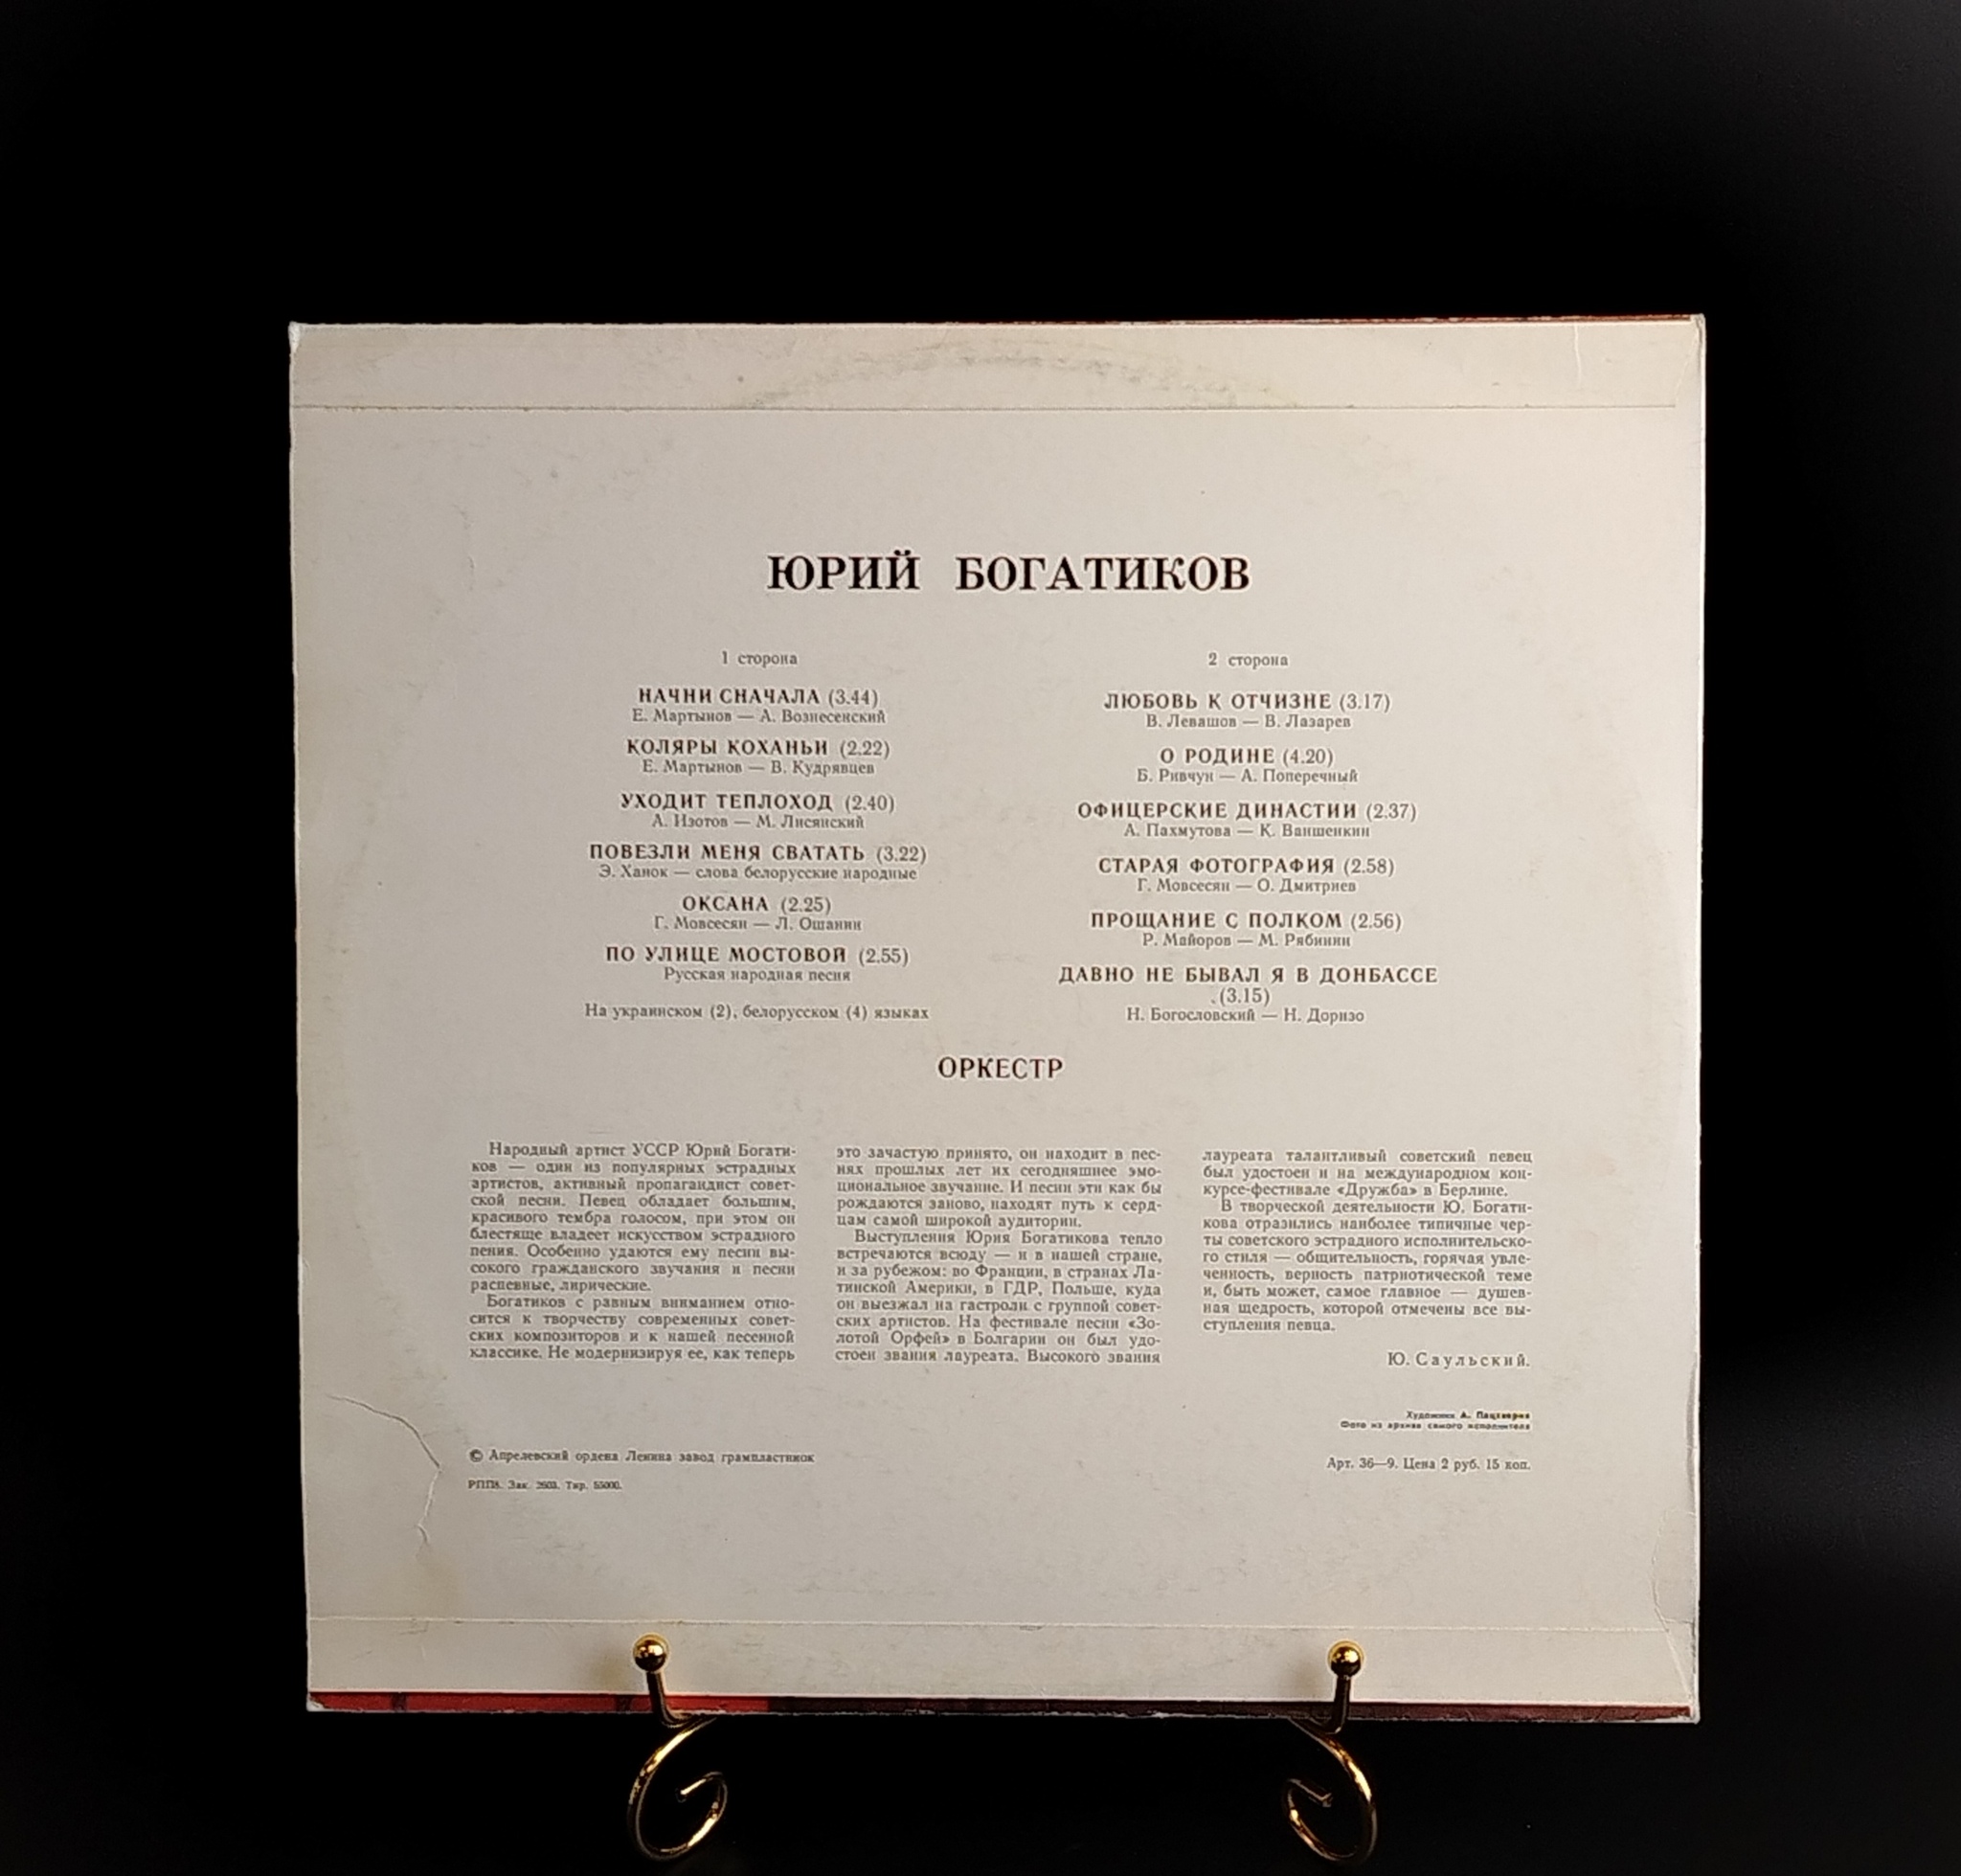 ЮРИЙ БОГАТИКОВ
1 сторона
НАЧНИ СНАЧАЛА (3.44)
Е. Мартынов — А. Вознесенский
КОЛЯРЫ КОХАНЬИ (2.22)
Е. Мартынов — В. Кудрявцев
УХОДИТ ТЕПЛОХОД (2.40)
А. Изотов — М. Лисянский
ПОВЕЗЛИ МЕНЯ СВАТАТЬ (3.22)
Э. Ханок — слова белорусские народные
ОКСАНА (2.25)
Г. Мовсесян — Л. Ошанин
ПО УЛИЦЕ МОСТОВОЙ (2.55)
Русская народная песня
На украинском (2), белорусском (4) языках
2 сторона
ЛЮБОВЬ К ОТЧИЗНЕ (3.17)
В. Левашов — В. Лазарев
О РОДИНЕ (4.20)
Б. Ривчун — А. Поперечный
ОФИЦЕРСКИЕ ДИНАСТИИ (2.37)
А. Пахмутова — К. Ваншенкин
СТАРАЯ ФОТОГРАФИЯ (2.58)
Г. Мовсесян — О. Дмитриев
ПРОЩАНИЕ С ПОЛКОМ (2.56)
Р. Майоров — М. Рябинин
ДАВНО НЕ БЫВАЛ Я В ДОНБАССЕ
(3.15)
Н. Богословский — Н. Доризо
ОРКЕСТР
Народный артист УССР Юрий Богати-
ков — один из популярных эстрадных
артистов, активный пропагандист совет-
ской песни. Певец обладает большим,
красивого тембра голосом, при этом он
блестяще владеет искусством эстрадного
пения. Особенно удаются ему песни вы-
сокого гражданского звучания и песни
распевные, лирические.
Богатиков с равным вниманием отно-
сится к творчеству современных совет-
ских композиторов и к нашей песенной
классике. Не модернизируя ее, как теперь
это зачастую принято, он находит в пес-
нях прошлых лет их сегодняшнее эмо-
циональное звучание. И песни эти как бы
рождаются заново, находят путь к серд-
цам самой широкой аудитории.
Выступления Юрия Богатикова тепло
встречаются всюду — и в нашей стране,
и за рубежом: во Франции, в странах Ла-
тинской Америки, в ГДР, Польше, куда
он выезжал на гастроли с группой совет-
ских артистов. На фестивале песни «Зо-
лотой Орфей» в Болгарии он был удо-
стоен звания лауреата. Высокого звания
лауреата талантливый советский певец
был удостоен и на международном кон-
курсе-фестивале «Дружба» в Берлине.
В творческой деятельности Ю. Богати-
кова отразились наиболее типичные чер-
ты советского эстрадного исполнительско-
го стиля — общительность, горячая увле-
ченность, верность патриотической теме
и, быть может, самое главное — душев-
ная щедрость, которой отмечены все вы-
ступления певца.
Ю. Саульский.
Художник А.
Фото из архива самого исполнителя
© Апрелевский ордена Ленина завод грампластинок
Арт. 36—9. Цена 2 руб. 15 коп.
Зак. 2603. Тир. 55000.